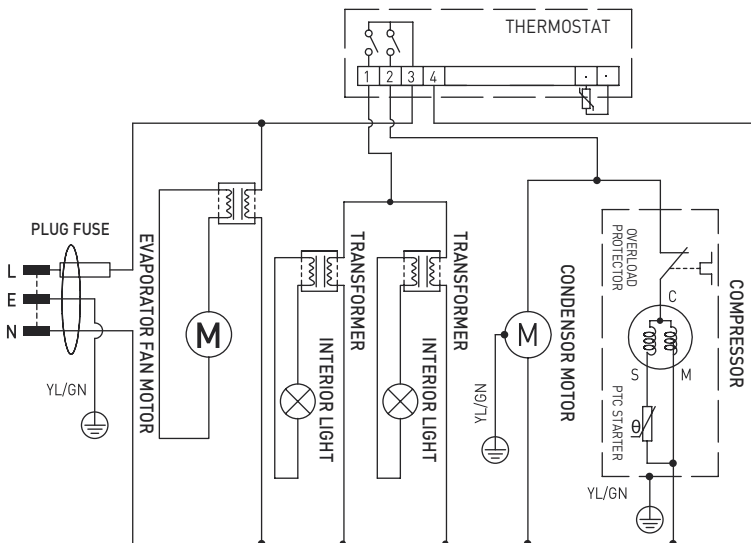 THERMOSTAT
1 2 3 4
PLUG FUSE
L
E
N
YL/GN
EVAPORATOR FAN MOTOR
M
TRANSFORMER
INTERIOR LIGHT
TRANSFORMER
INTERIOR LIGHT
YL/GN
M
CONDENSOR MOTOR
OVERLOAD
PROTECTOR
C
S
M
PTC STARTER
θ
COMPRESSOR
YL/GN